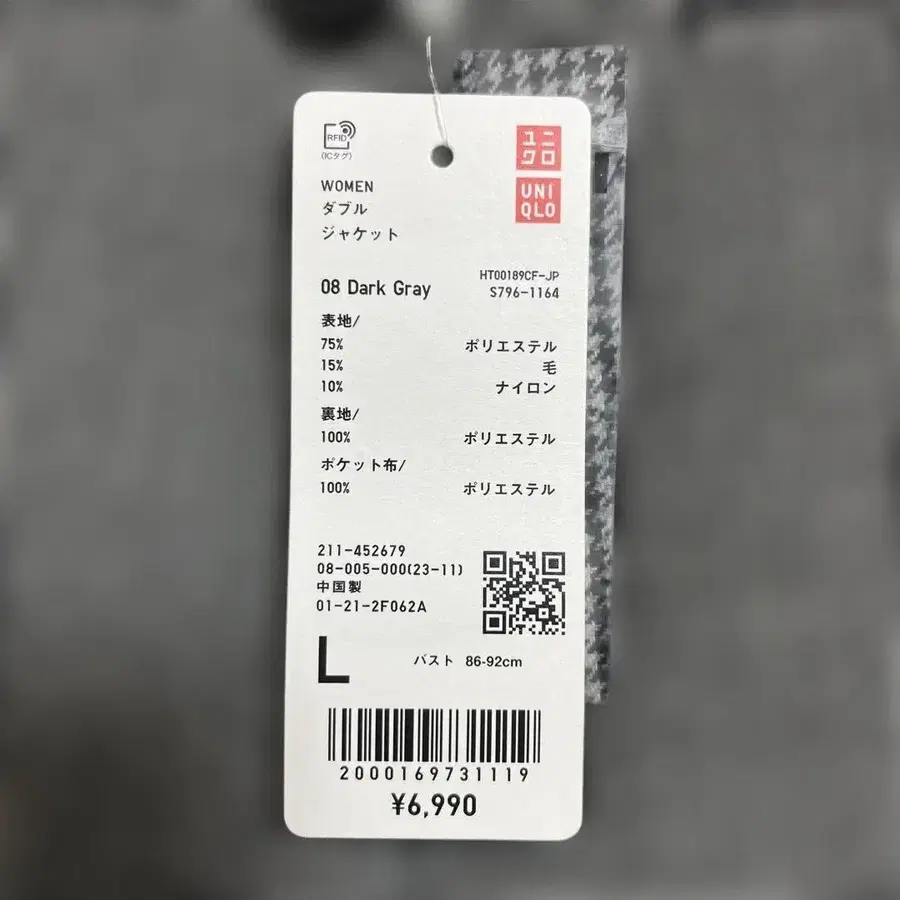 RFID
(ICタグ)
ユニ
クロ
UNI
QLO
WOMEN
ダブル
ジャケット
08 Dark Gray
HT00189CF-JP
S796-1164
表地/
75% ポリエステル
15% 毛
10% ナイロン
裏地/
100% ポリエステル
ポケット布/
100% ポリエステル
211-452679
08-005-000(23-11)
中国製
01-21-2F062A
L バスト 86-92cm
2000169731119
¥6,990